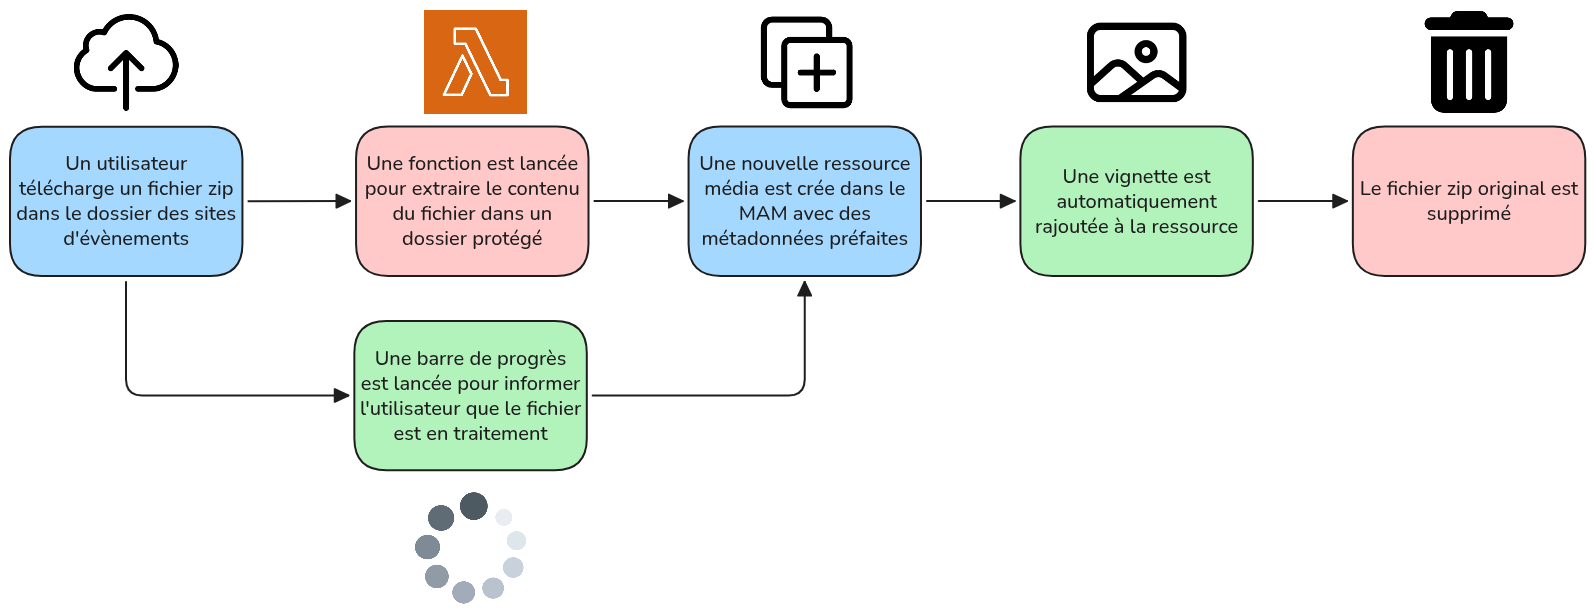 Un utilisateur
télécharge un fichier zip
dans le dossier des sites
d'évènements
Une fonction est lancée
pour extraire le contenu
du fichier dans un
dossier protégé
Une nouvelle ressource
média est crée dans le
MAM avec des
métadonnées préfaites
Une vignette est
automatiquement
rajoutée à la ressource
Le fichier zip original est
supprimé
Une barre de progrès
est lancée pour informer
l'utilisateur que le fichier
est en traitement